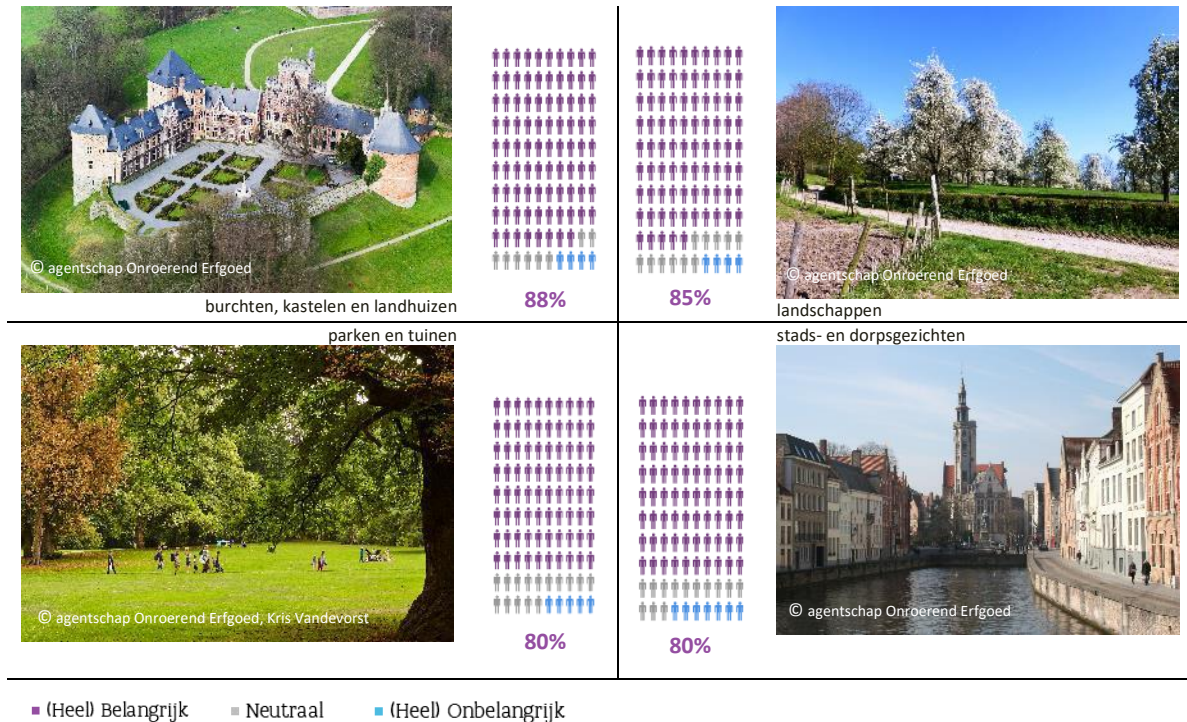 © agentschap Onroerend Erfgoed
burchten, kastelen en landhuizen
88%
85%
© agentschap Onroerend Erfgoed
landschappen
parken en tuinen
© agentschap Onroerend Erfgoed, Kris Vandevorst
80%
80%
stads- en dorpsgezichten
© agentschap Onroerend Erfgoed
(Heel) Belangrijk
Neutraal
(Heel) Onbelangrijk